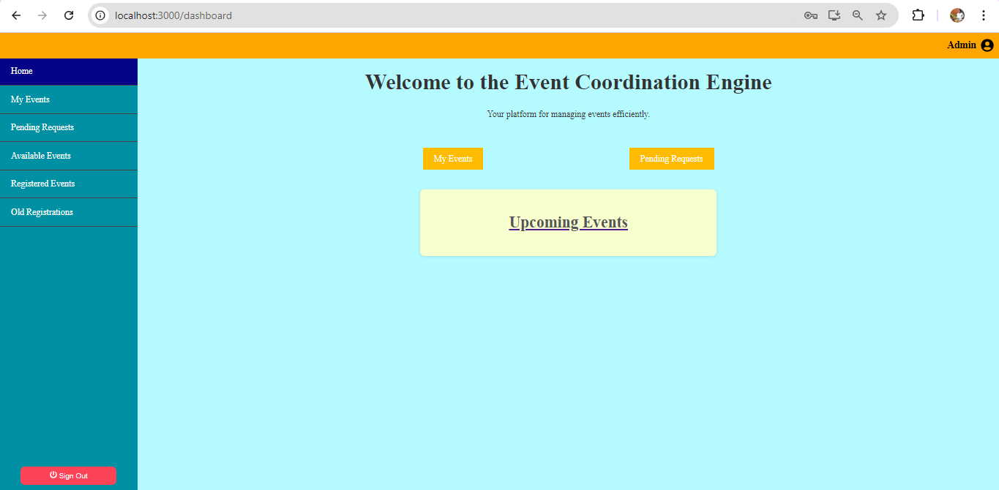 localhost:3000/dashboard
Admin
Home
My Events
Pending Requests
Available Events
Registered Events
Old Registrations
Sign Out
Welcome to the Event Coordination Engine
Your platform for managing events efficiently.
My Events Pending Requests
Upcoming Events